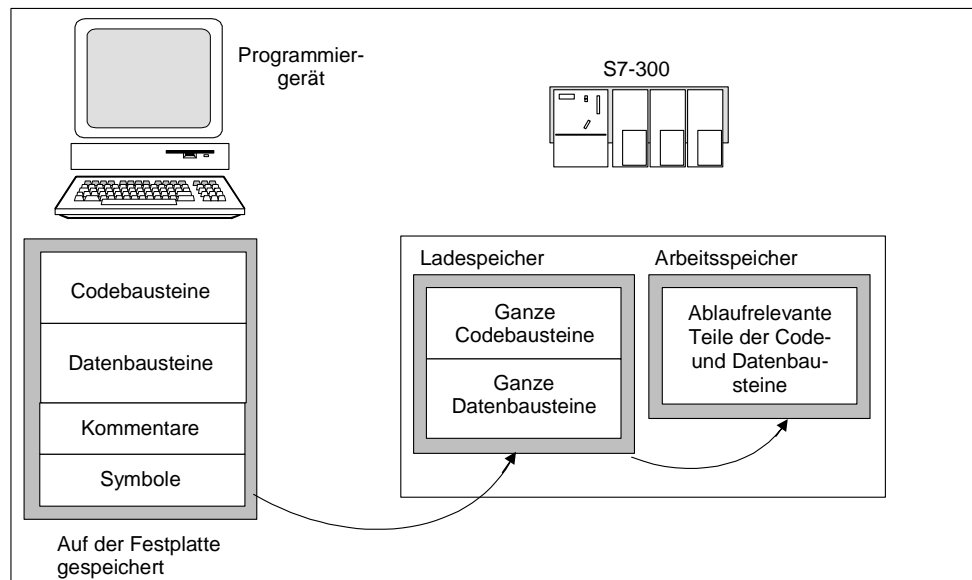 Programmier-
gerät
S7-300
Codebausteine
Datenbausteine
Kommentare
Symbole
Auf der Festplatte
gespeichert
Ladespeicher
Ganze
Codebausteine
Ganze
Datenbausteine
Arbeitsspeicher
Ablaufrelevante
Teile der Code-
und Datenbau-
steine